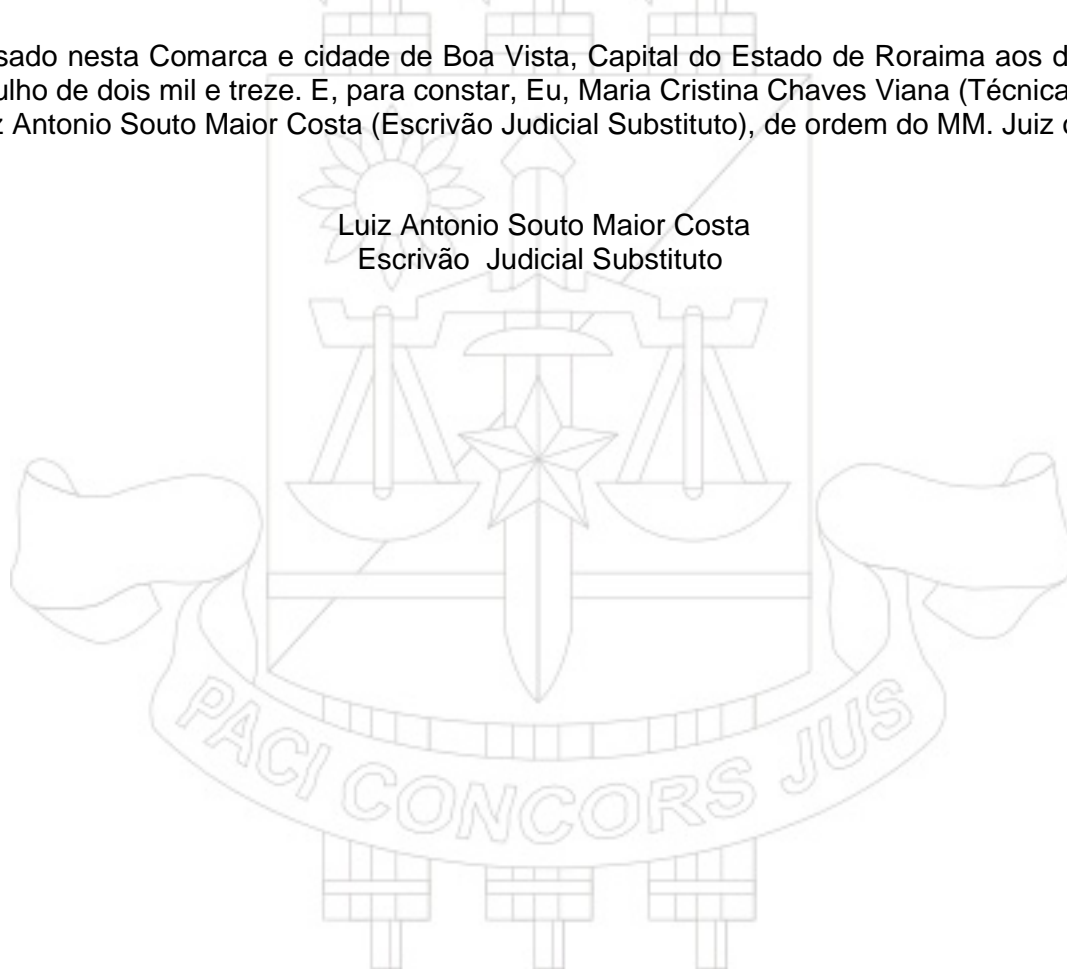 sado nesta Comarca e cidade de Boa Vista, Capital do Estado de Roraima aos d
ulho de dois mil e treze. E, para constar, Eu, Maria Cristina Chaves Viana (Técnica
z Antonio Souto Maior Costa (Escrivão Judicial Substituto), de ordem do MM. Juiz
Luiz Antonio Souto Maior Costa
Escrivão Judicial Substituto
PACI CONCORS JUS